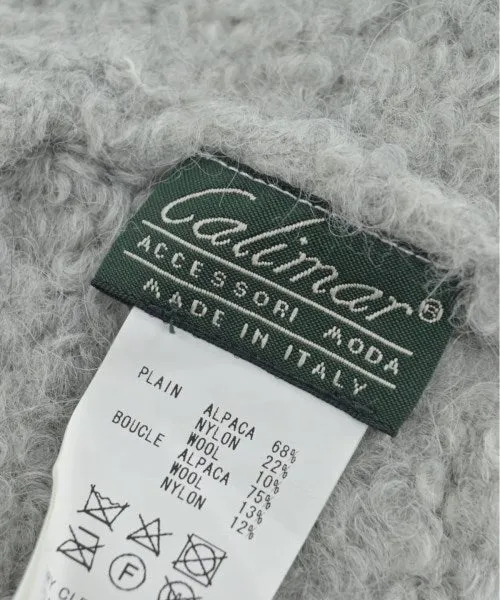 Calimar®
ACCESSORI MODA
MADE IN ITALY
PLAIN ALPACA 68%
NYLON 22%
WOOL 10%
BOUCLE ALPACA 75%
WOOL 13%
NYLON 12%
F